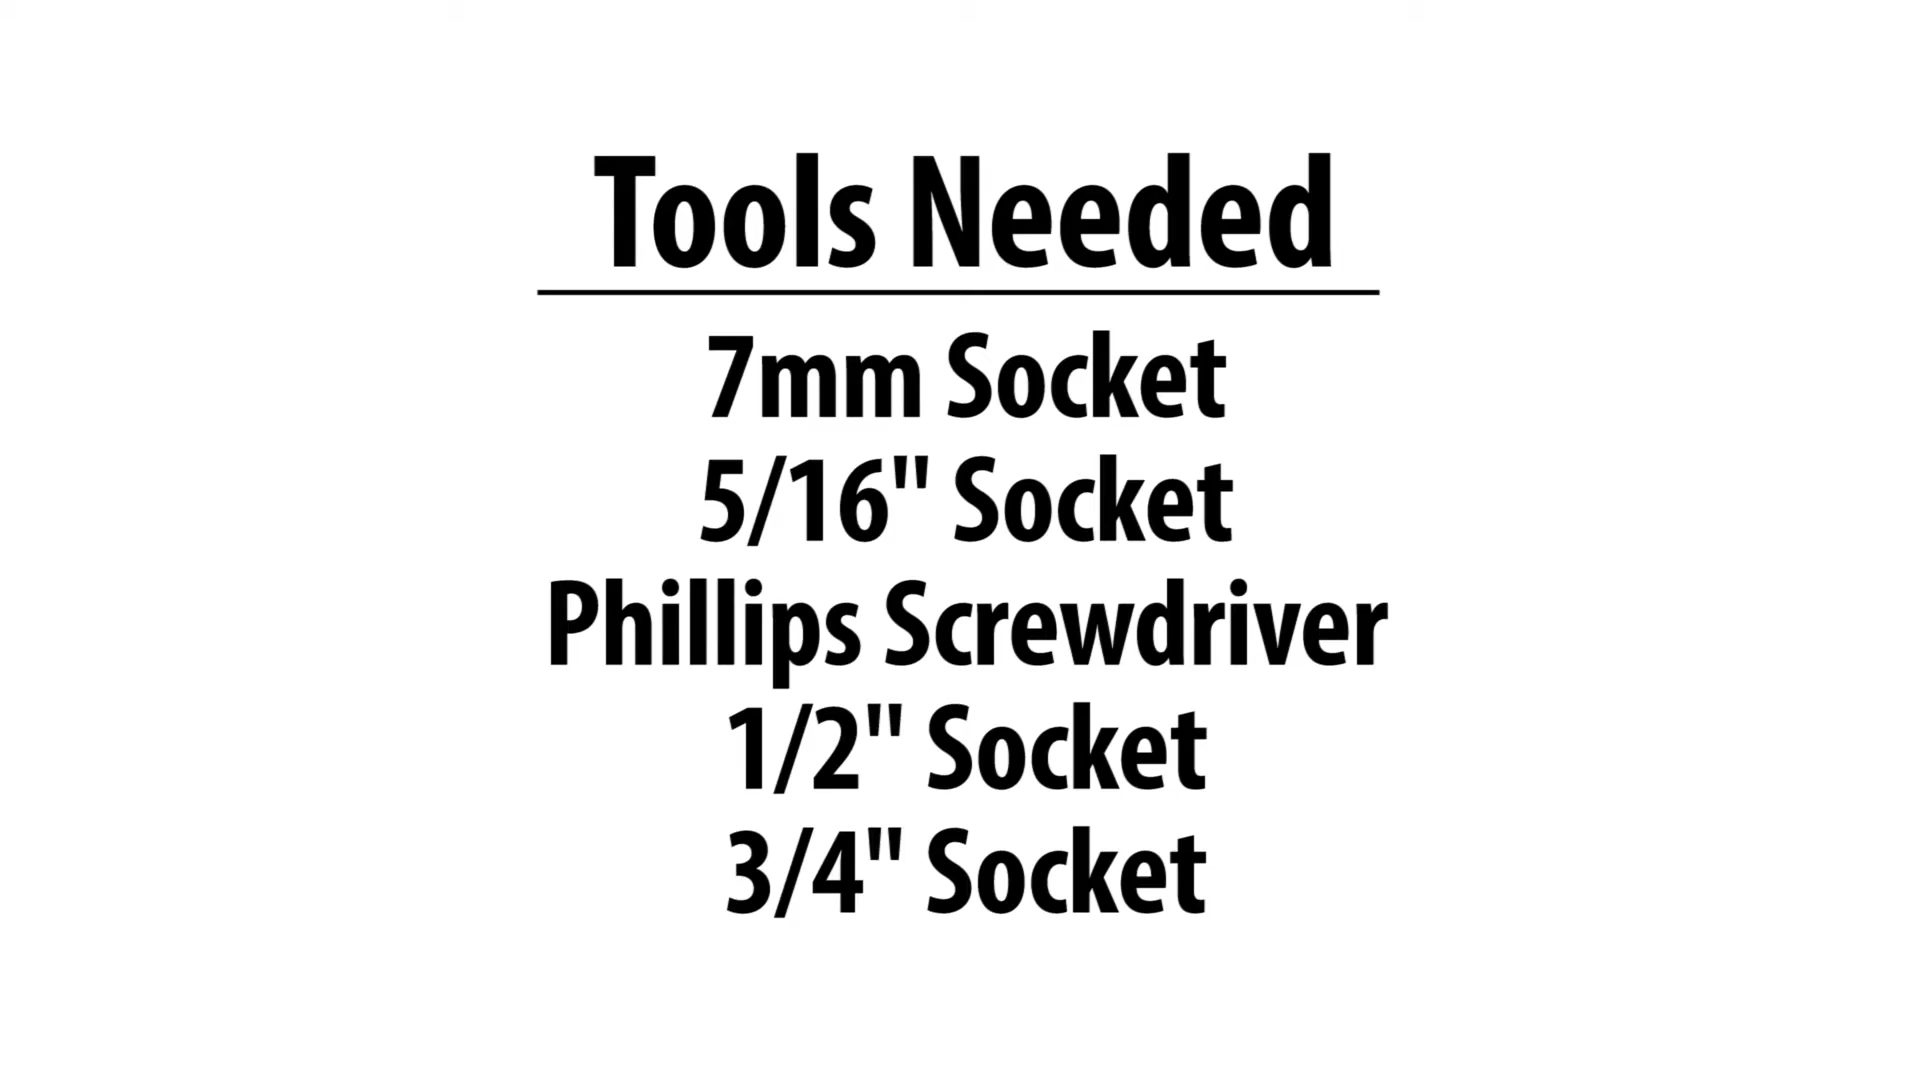 Tools Needed
7mm Socket
5/16" Socket
Phillips Screwdriver
1/2" Socket
3/4" Socket